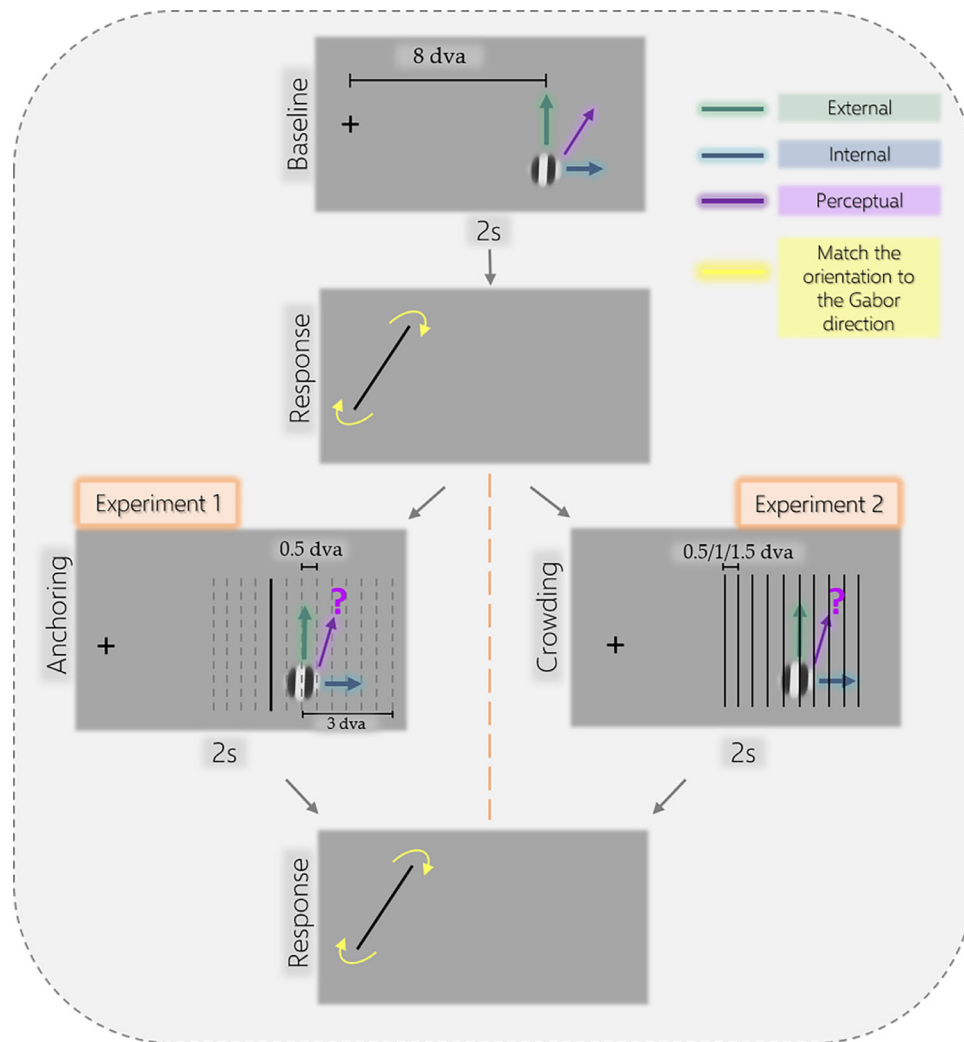 8 dva
Baseline
+
2s
External
Internal
Perceptual
Match the
orientation to
the Gabor
direction
Response
Experiment 1
Experiment 2
Anchoring
0.5 dva
?
+
3 dva
2s
Crowding
0.5/1/1.5 dva
?
+
2s
Response